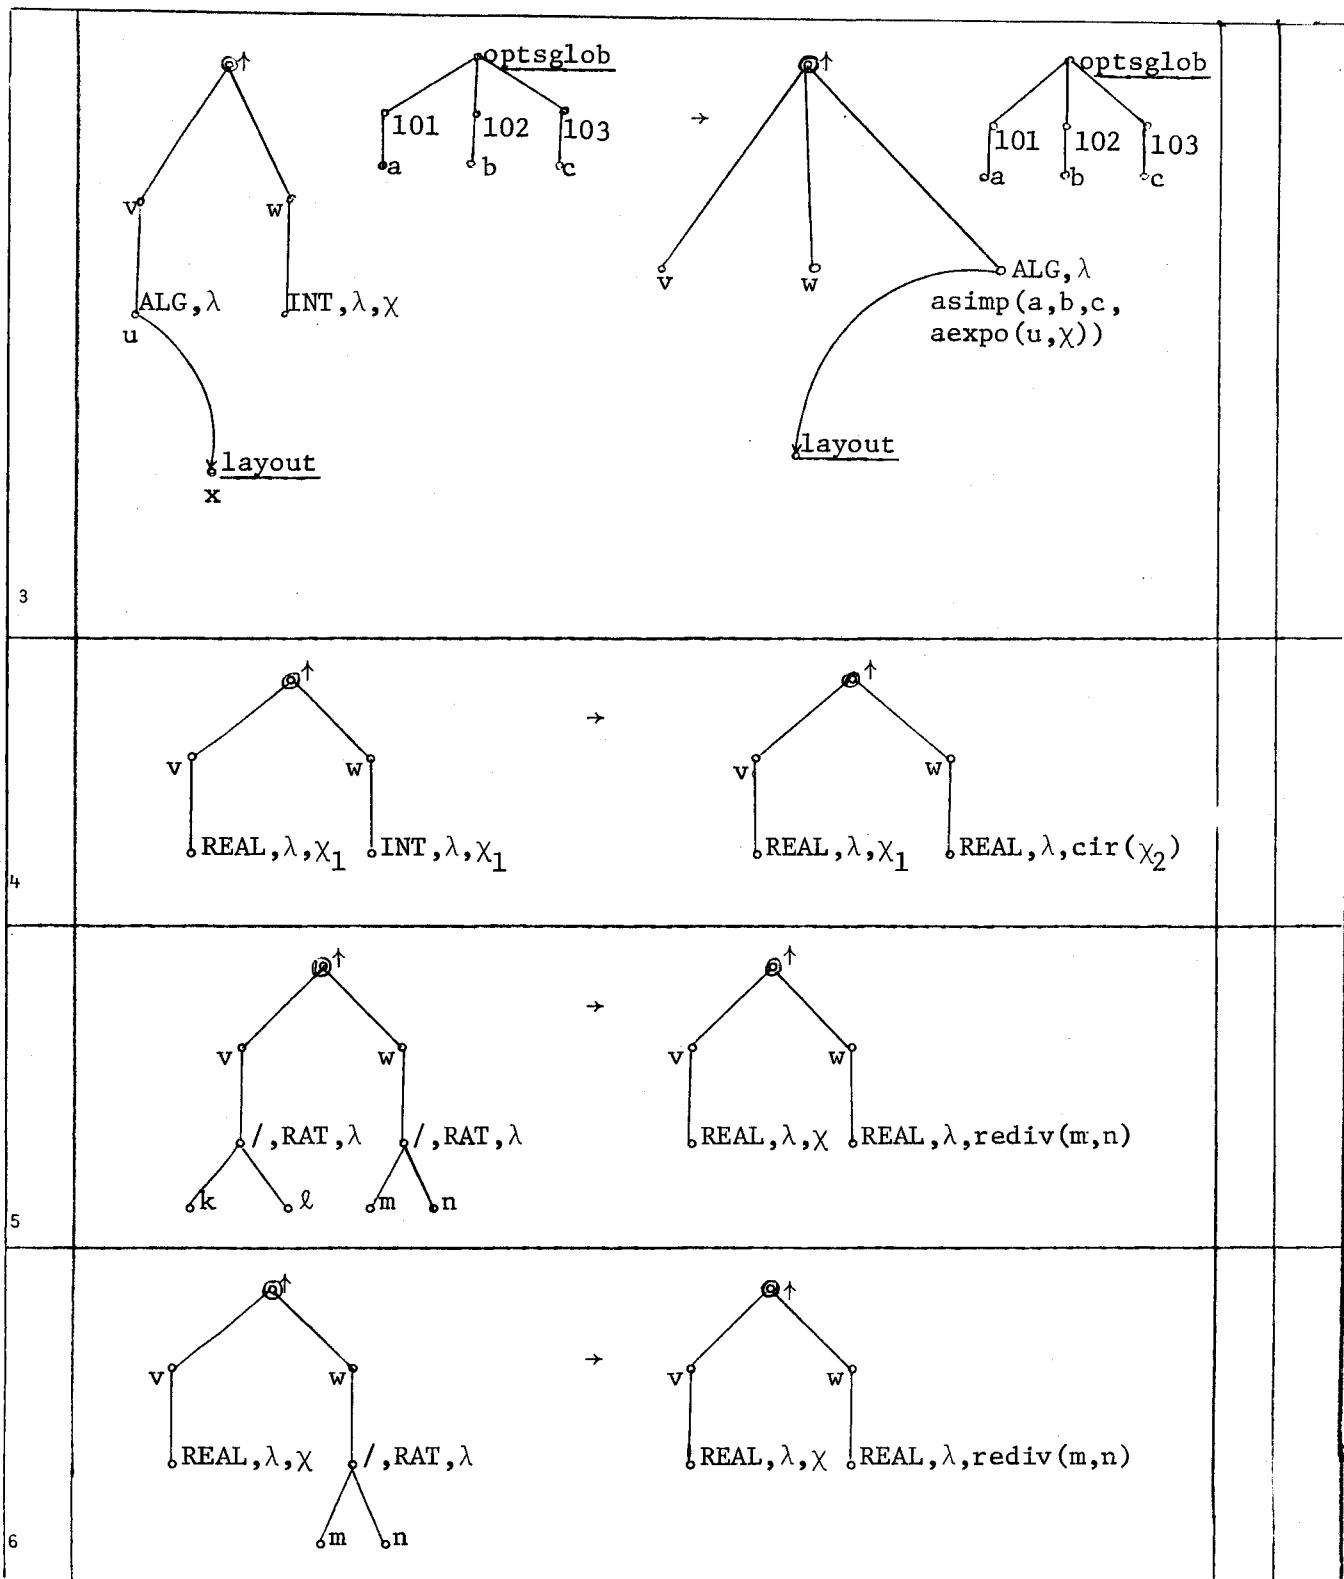 ↑ optsglob → ↑ optsglob
101 102 103 101 102 103
a b c a b c
v w
v w ALG,λ
ALG,λ INT,λ,χ asimp(a,b,c,
u aexpo(u,χ))
layout layout
x
3
↑ → ↑
v w v w
REAL,λ,χ₁ INT,λ,χ₁ REAL,λ,χ₁ REAL,λ,cir(χ₂)
4
↑ → ↑
v w v w
/,RAT,λ /,RAT,λ REAL,λ,χ REAL,λ,rediv(m,n)
k ℓ m n
5
↑ → ↑
v w v w
REAL,λ,χ /,RAT,λ REAL,λ,χ REAL,λ,rediv(m,n)
m n
6